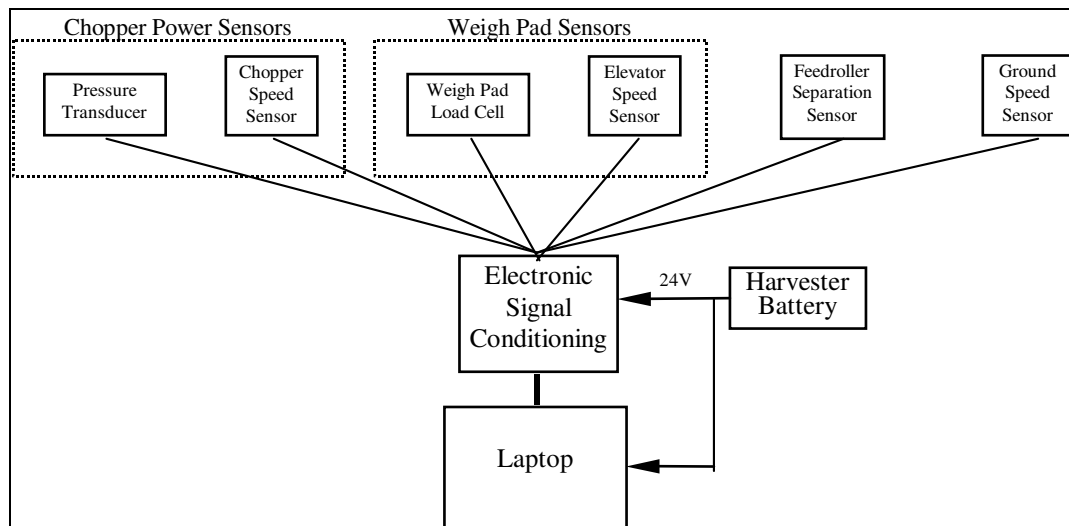 Chopper Power Sensors
Weigh Pad Sensors
Pressure
Transducer
Chopper
Speed
Sensor
Weigh Pad
Load Cell
Elevator
Speed
Sensor
Feedroller
Separation
Sensor
Ground
Speed
Sensor
Electronic
Signal
Conditioning
24V
Harvester
Battery
Laptop